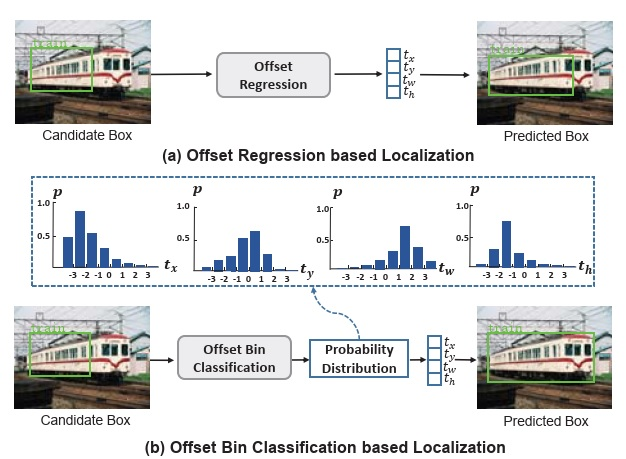 train
train
Offset
Regression
tx
ty
tw
th
Candidate Box
Predicted Box
(a) Offset Regression based Localization
p
1.0
0.5
-3 -2 -1 0 1 2 3
tx
p
1.0
0.5
-3 -2 -1 0 1 2 3
ty
p
1.0
0.5
-3 -2 -1 0 1 2 3
tw
p
1.0
0.5
-3 -2 -1 0 1 2 3
th
train
train
Offset Bin
Classification
Probability
Distribution
tx
ty
tw
th
Candidate Box
Predicted Box
(b) Offset Bin Classification based Localization